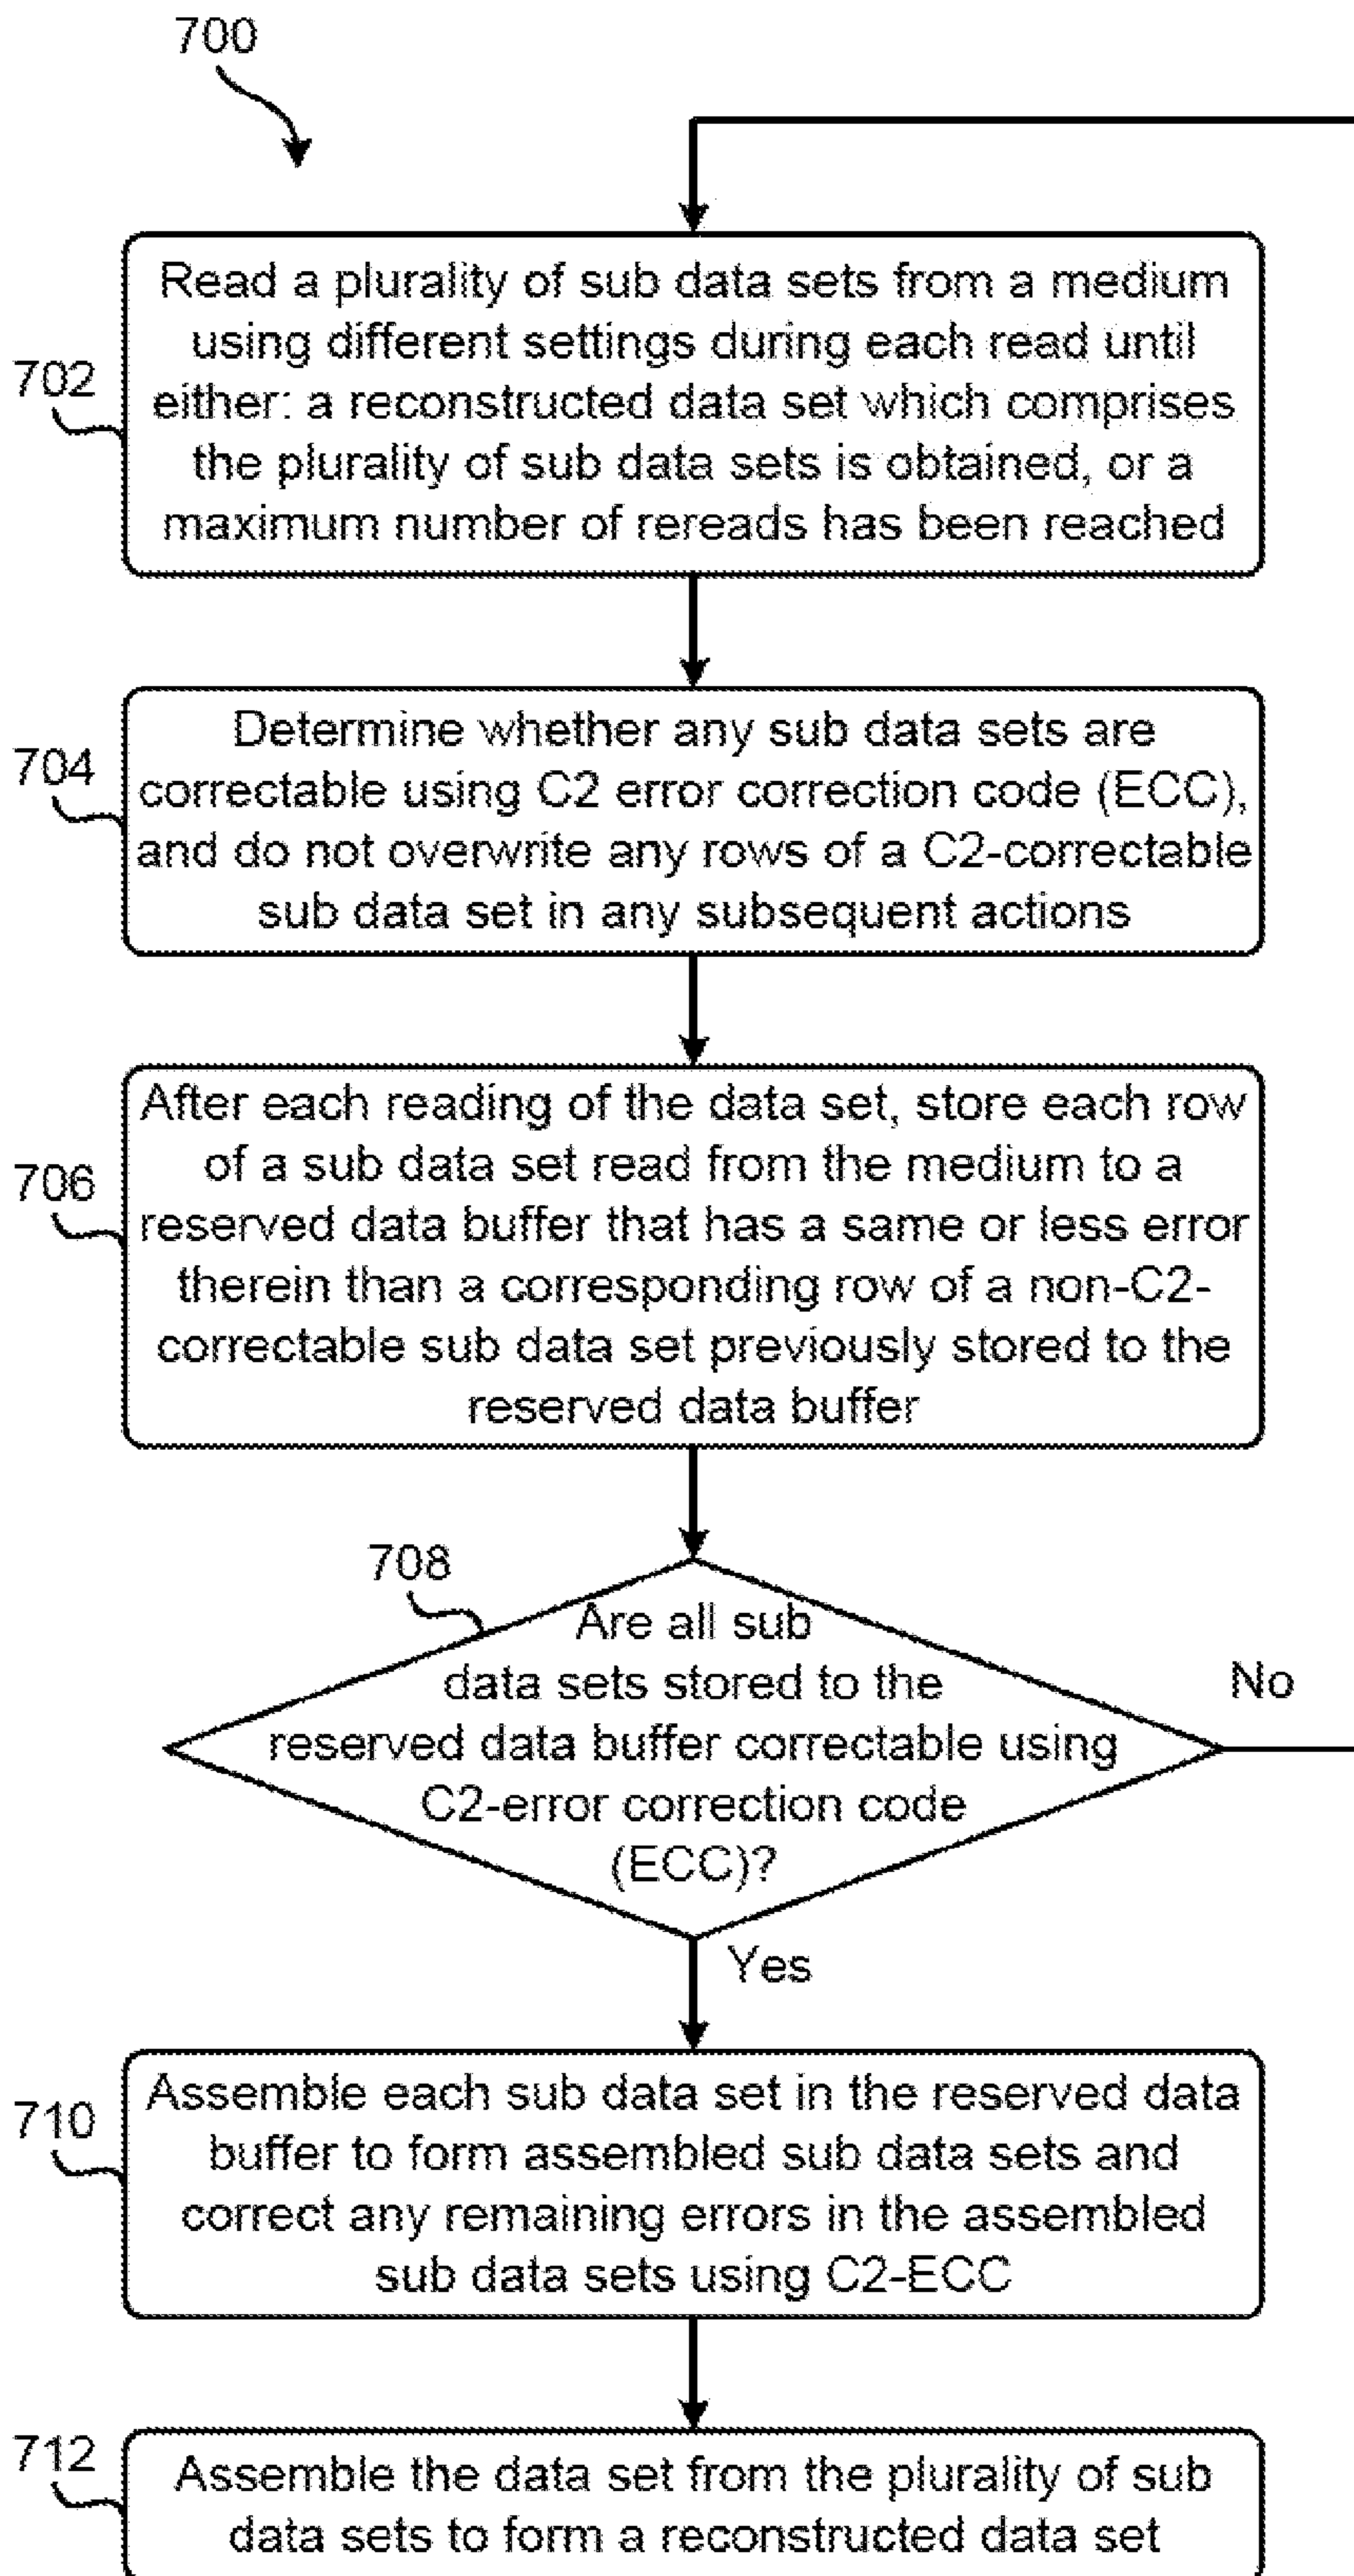 700
702
Read a plurality of sub data sets from a medium
using different settings during each read until
either: a reconstructed data set which comprises
the plurality of sub data sets is obtained, or a
maximum number of rereads has been reached
704
Determine whether any sub data sets are
correctable using C2 error correction code (ECC),
and do not overwrite any rows of a C2-correctable
sub data set in any subsequent actions
706
After each reading of the data set, store each row
of a sub data set read from the medium to a
reserved data buffer that has a same or less error
therein than a corresponding row of a non-C2-
correctable sub data set previously stored to the
reserved data buffer
708
Are all sub
data sets stored to the
reserved data buffer correctable using
C2-error correction code
(ECC)?
No
Yes
710
Assemble each sub data set in the reserved data
buffer to form assembled sub data sets and
correct any remaining errors in the assembled
sub data sets using C2-ECC
712
Assemble the data set from the plurality of sub
data sets to form a reconstructed data set